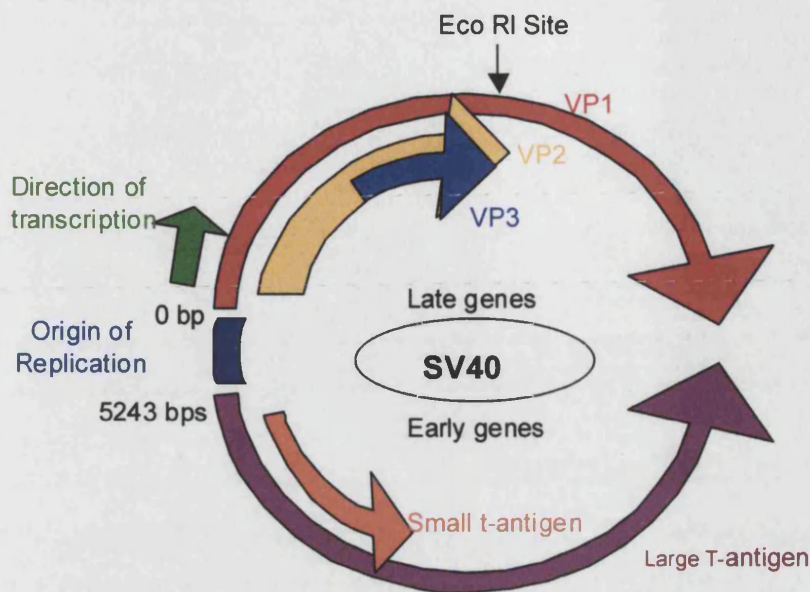 Eco RI Site
VP1
VP2
Direction of
transcription
VP3
0 bp
Late genes
Origin of
Replication
SV40
5243 bps
Early genes
Small t-antigen
Large T-antigen